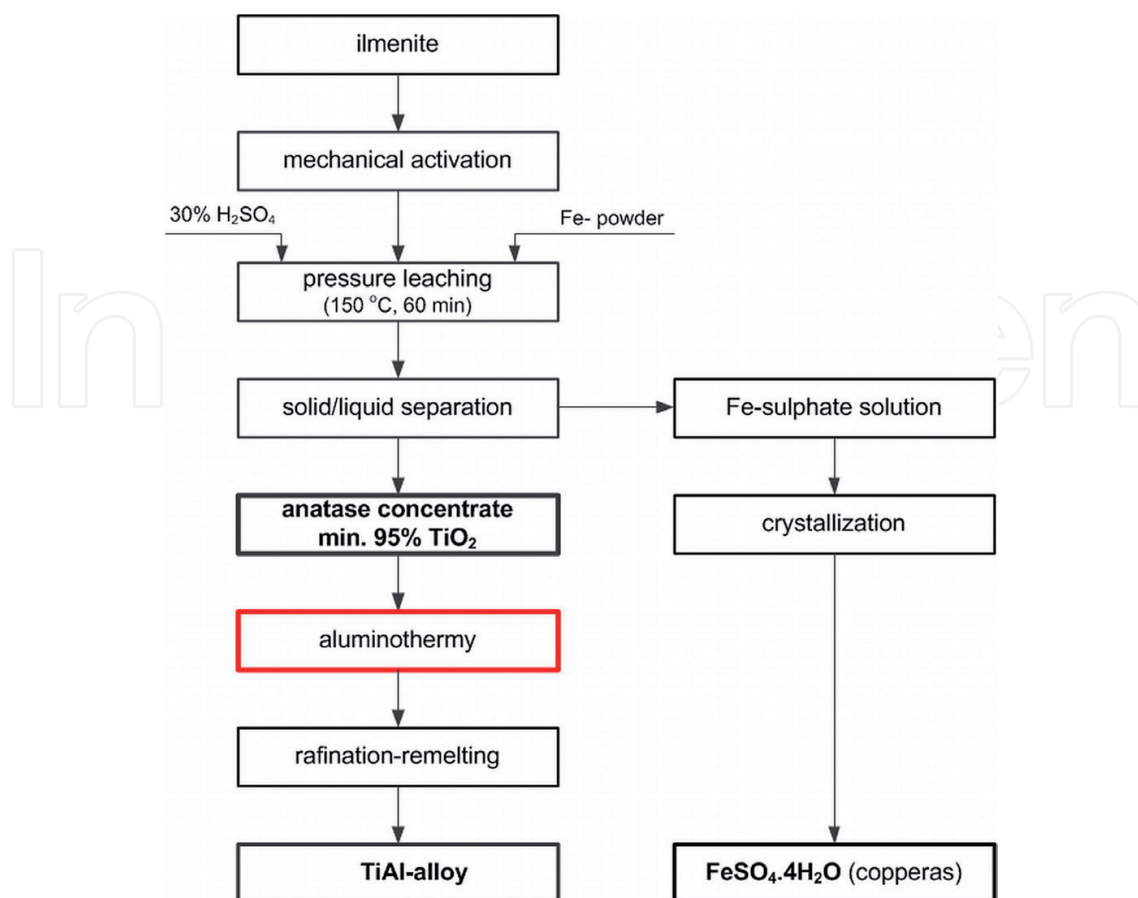 ilmenite
mechanical activation
30% H₂SO₄
Fe- powder
pressure leaching
(150 °C, 60 min)
solid/liquid separation
Fe-sulphate solution
anatase concentrate
min. 95% TiO₂
crystallization
aluminothermy
rafination-remelting
TiAl-alloy
FeSO₄.4H₂O (copperas)